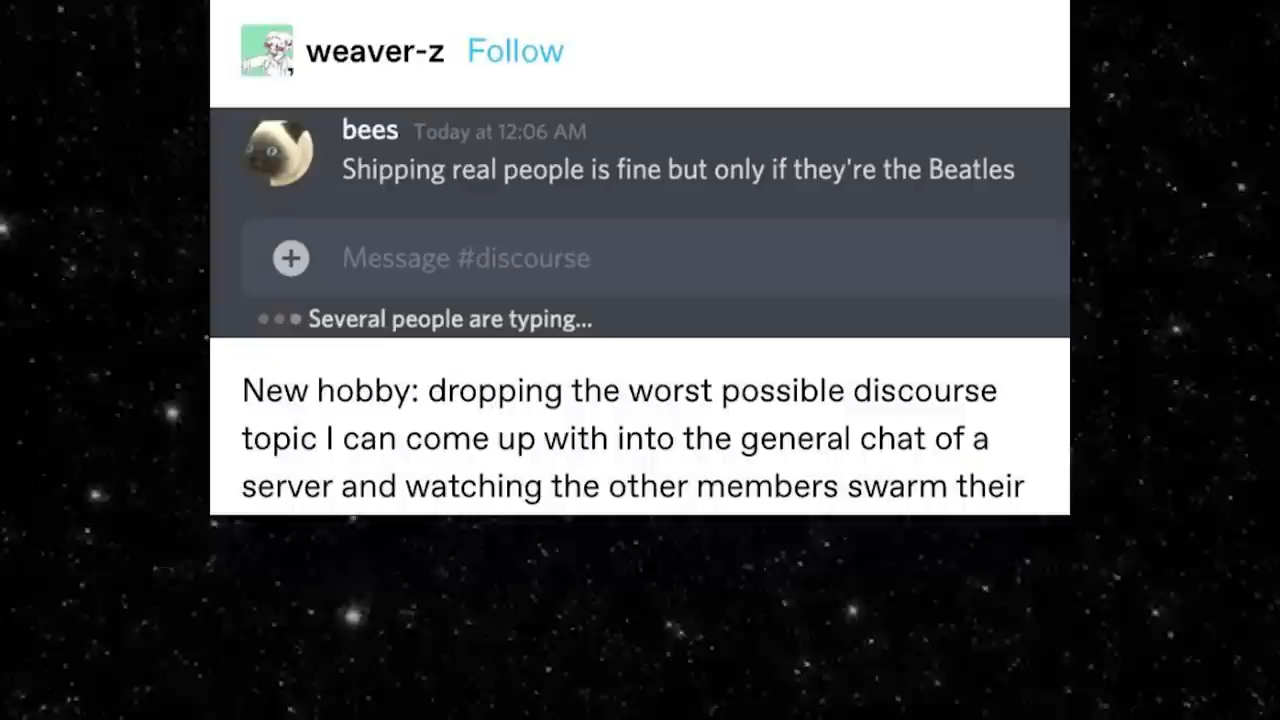 weaver-z Follow
bees Today at 12:06 AM
Shipping real people is fine but only if they're the Beatles
Message #discourse
Several people are typing...
New hobby: dropping the worst possible discourse
topic I can come up with into the general chat of a
server and watching the other members swarm their